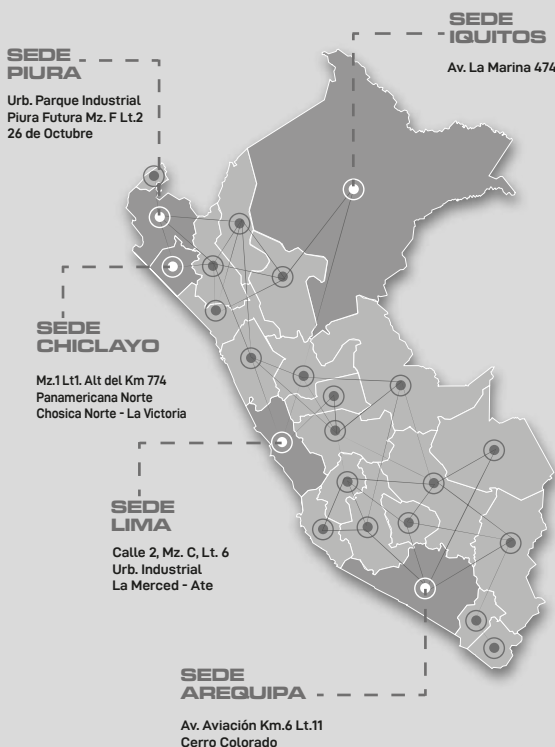 SEDE
IQUITOS
Av. La Marina 474
SEDE
PIURA
Urb. Parque Industrial
Piura Futura Mz. F Lt.2
26 de Octubre
SEDE
CHICLAYO
Mz.1 Lt1. Alt del Km 774
Panamericana Norte
Chosica Norte - La Victoria
SEDE
LIMA
Calle 2, Mz. C, Lt. 6
Urb. Industrial
La Merced - Ate
SEDE
AREQUIPA
Av. Aviación Km.6 Lt.11
Cerro Colorado